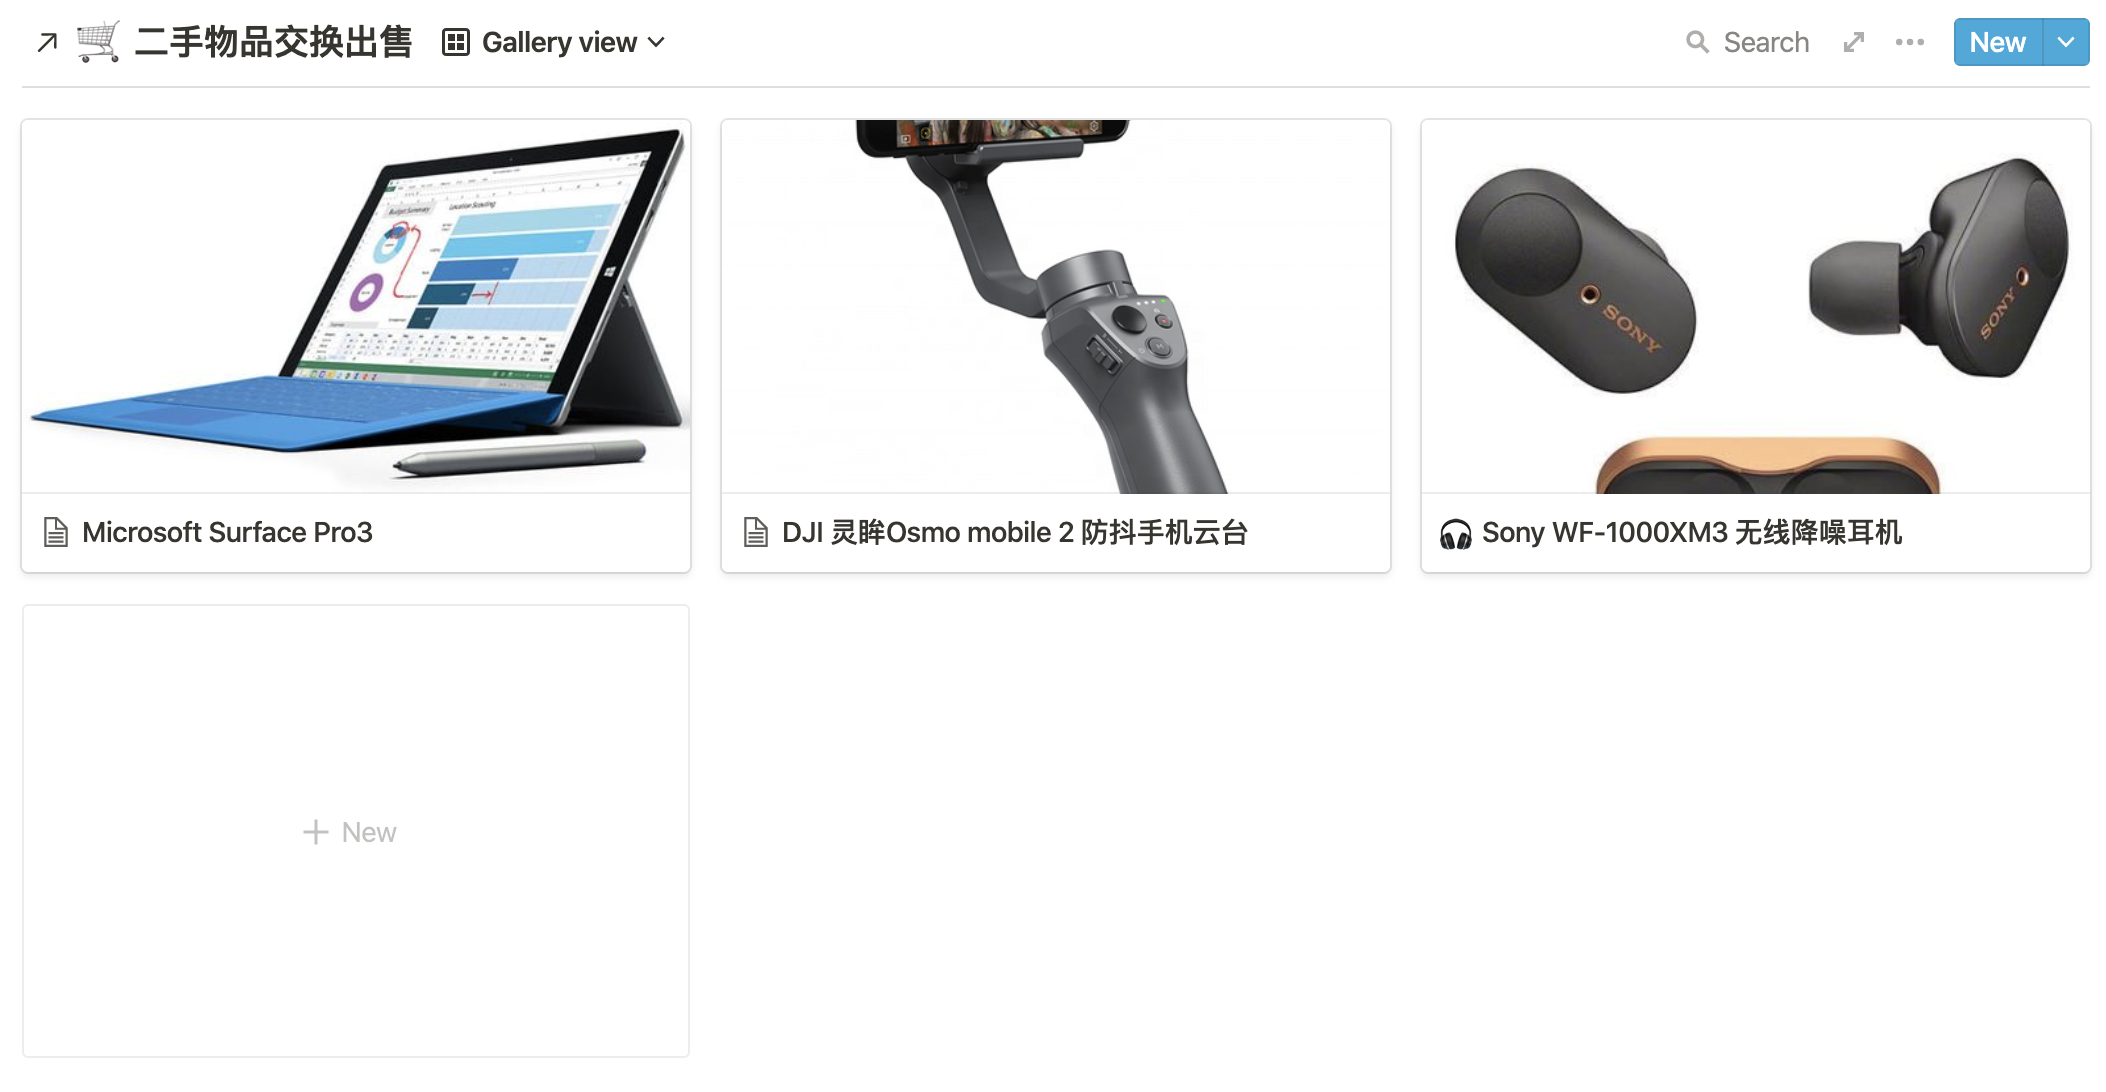 二手物品交换出售 Gallery view
Search
New
Budget Summary
Location Scouting
SONY
SONY
Microsoft Surface Pro3
DJI 灵眸Osmo mobile 2 防抖手机云台
Sony WF-1000XM3 无线降噪耳机
New